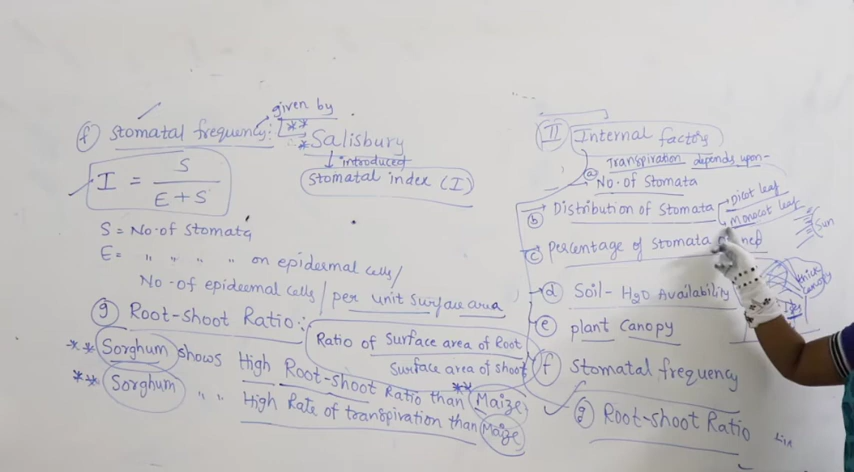 given by
(f) Stomatal frequency: ** 
*Salisbury
introduced
Stomatal index (I)
I = S / E + S
S = No. of Stomata
E = " " " " on epidermal cells/
No. of epidermal cells / per unit surface area
(g) Root-shoot Ratio:
Ratio of Surface area of Root
Surface area of shoot
** Sorghum shows High Root-shoot Ratio than ** Maize,
** Sorghum " " High Rate of transpiration than Maize
(II) Internal factors
Transpiration depends upon-
(a) No. of Stomata
(b) Distribution of Stomata
Dicot leaf
Monocot leaf
Sun
(c) Percentage of Stomata
(d) Soil - H2O Availability
thick canopy
(e) plant Canopy
(f) Stomatal frequency
(g) Root-shoot Ratio